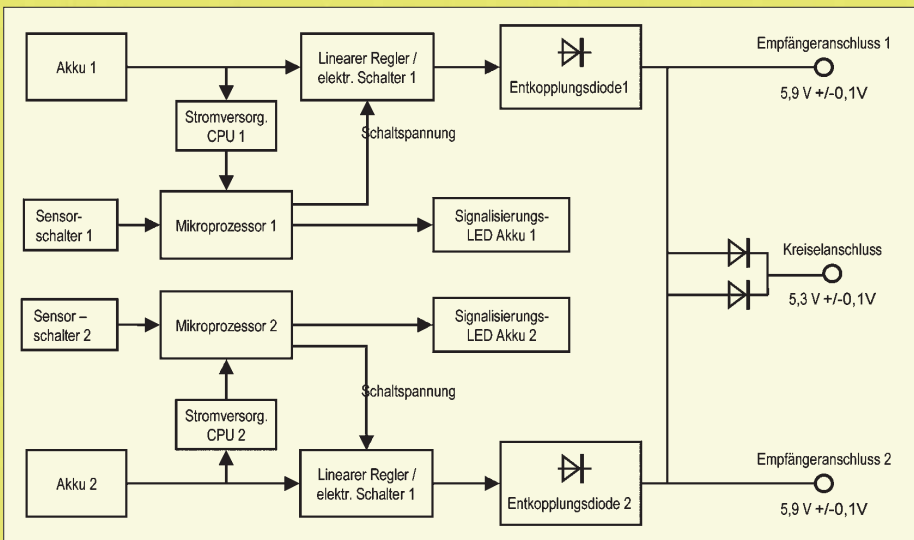 Akku 1
Linearer Regler /
elektr. Schalter 1
Entkopplungsdiode1
Empfängeranschluss 1
5,9 V +/-0,1V
Stromversorg.
CPU 1
Schaltspannung
Sensor-
schalter 1
Mikroprozessor 1
Signalisierungs-
LED Akku 1
Kreiselanschluss
5,3 V +/-0,1V
Sensor –
schalter 2
Mikroprozessor 2
Signalisierungs-
LED Akku 2
Schaltspannung
Stromversorg.
CPU 2
Akku 2
Linearer Regler /
elektr. Schalter 1
Entkopplungsdiode 2
Empfängeranschluss 2
5,9 V +/-0,1V